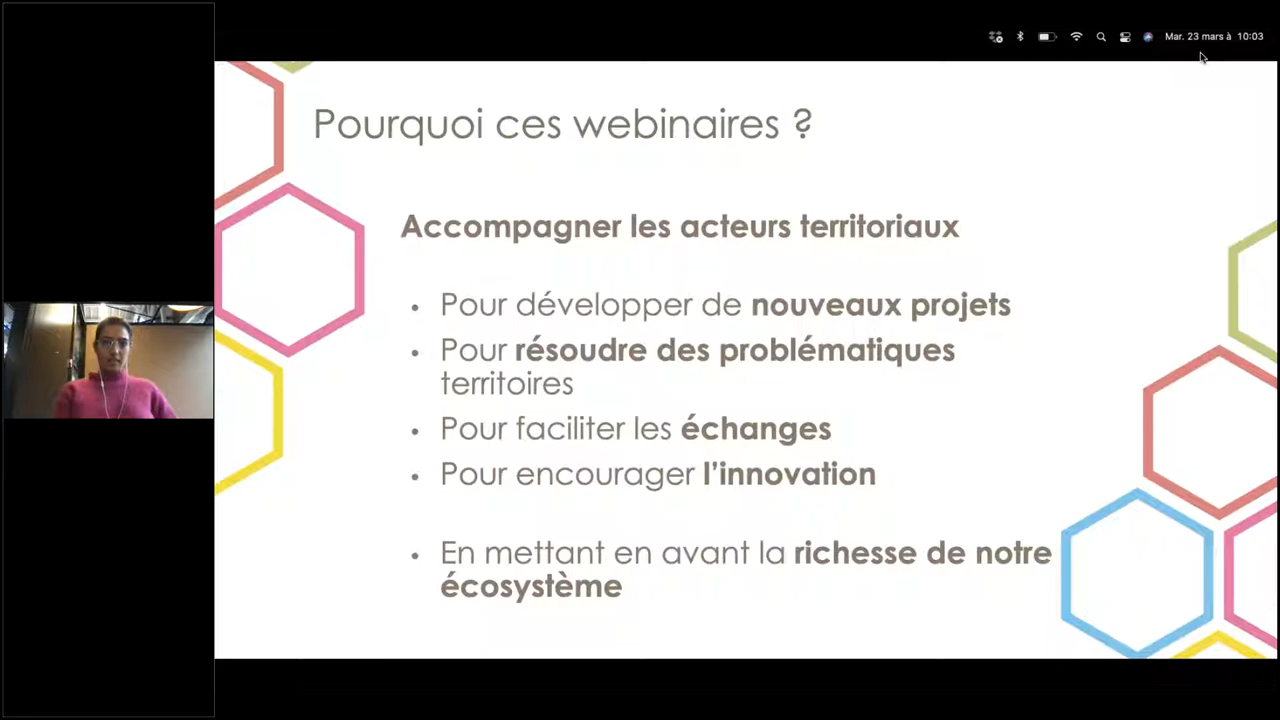 Mar. 23 mars à 10:03
Pourquoi ces webinaires ?
Accompagner les acteurs territoriaux
• Pour développer de nouveaux projets
• Pour résoudre des problématiques
territoires
• Pour faciliter les échanges
• Pour encourager l’innovation
• En mettant en avant la richesse de notre
écosystème